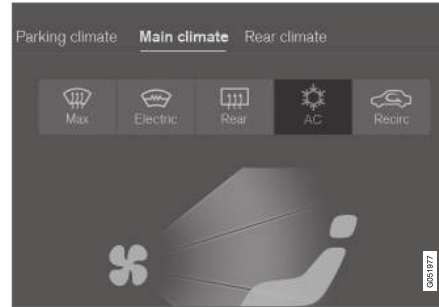 Parking climate Main climate Rear climate
Max Electric Rear AC Recirc
G051977